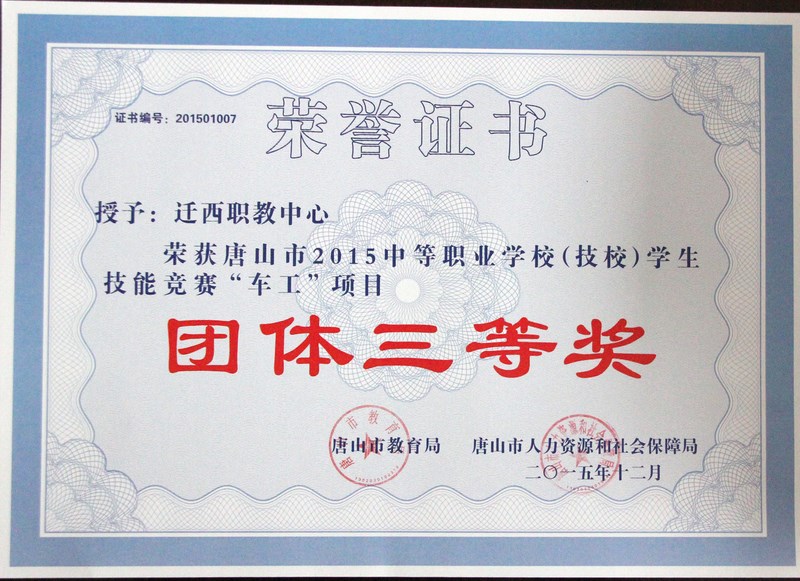 荣誉证书
证书编号：201501007
授予：迁西职教中心
荣获唐山市2015中等职业学校(技校)学生
技能竞赛“车工”项目
团体三等奖
唐山市教育局 唐山市人力资源和社会保障局
二〇一五年十二月